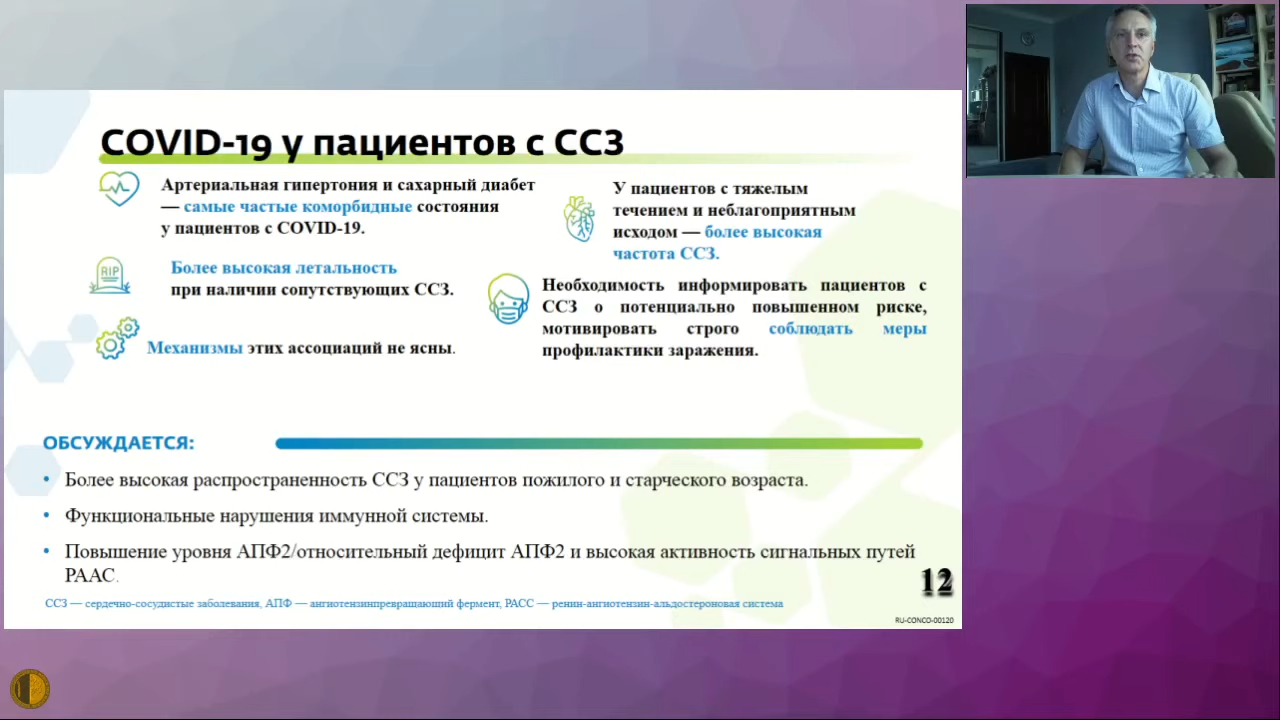 COVID-19 у пациентов с ССЗ
Артериальная гипертония и сахарный диабет
— самые частые коморбидные состояния
у пациентов с COVID-19.
RIP
Более высокая летальность
при наличии сопутствующих ССЗ.
Механизмы этих ассоциаций не ясны.
У пациентов с тяжелым
течением и неблагоприятным
исходом — более высокая
частота ССЗ.
Необходимость информировать пациентов с
ССЗ о потенциально повышенном риске,
мотивировать строго соблюдать меры
профилактики заражения.
ОБСУЖДАЕТСЯ:
• Более высокая распространенность ССЗ у пациентов пожилого и старческого возраста.
• Функциональные нарушения иммунной системы.
• Повышение уровня АПФ2/относительный дефицит АПФ2 и высокая активность сигнальных путей
РААС.
12
ССЗ — сердечно-сосудистые заболевания, АПФ — ангиотензинпревращающий фермент, РАСС — ренин-ангиотензин-альдостероновая система
RU-CONCO-00120